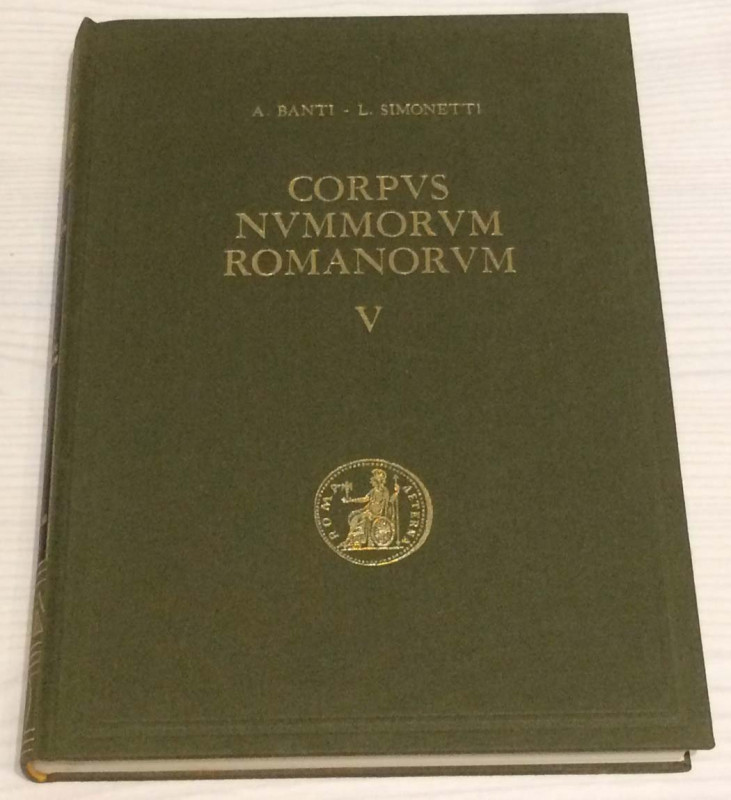 A. BANTI - L. SIMONETTI
CORPVS
NVMMORVM
ROMANORVM
V
ROMA AETERNA